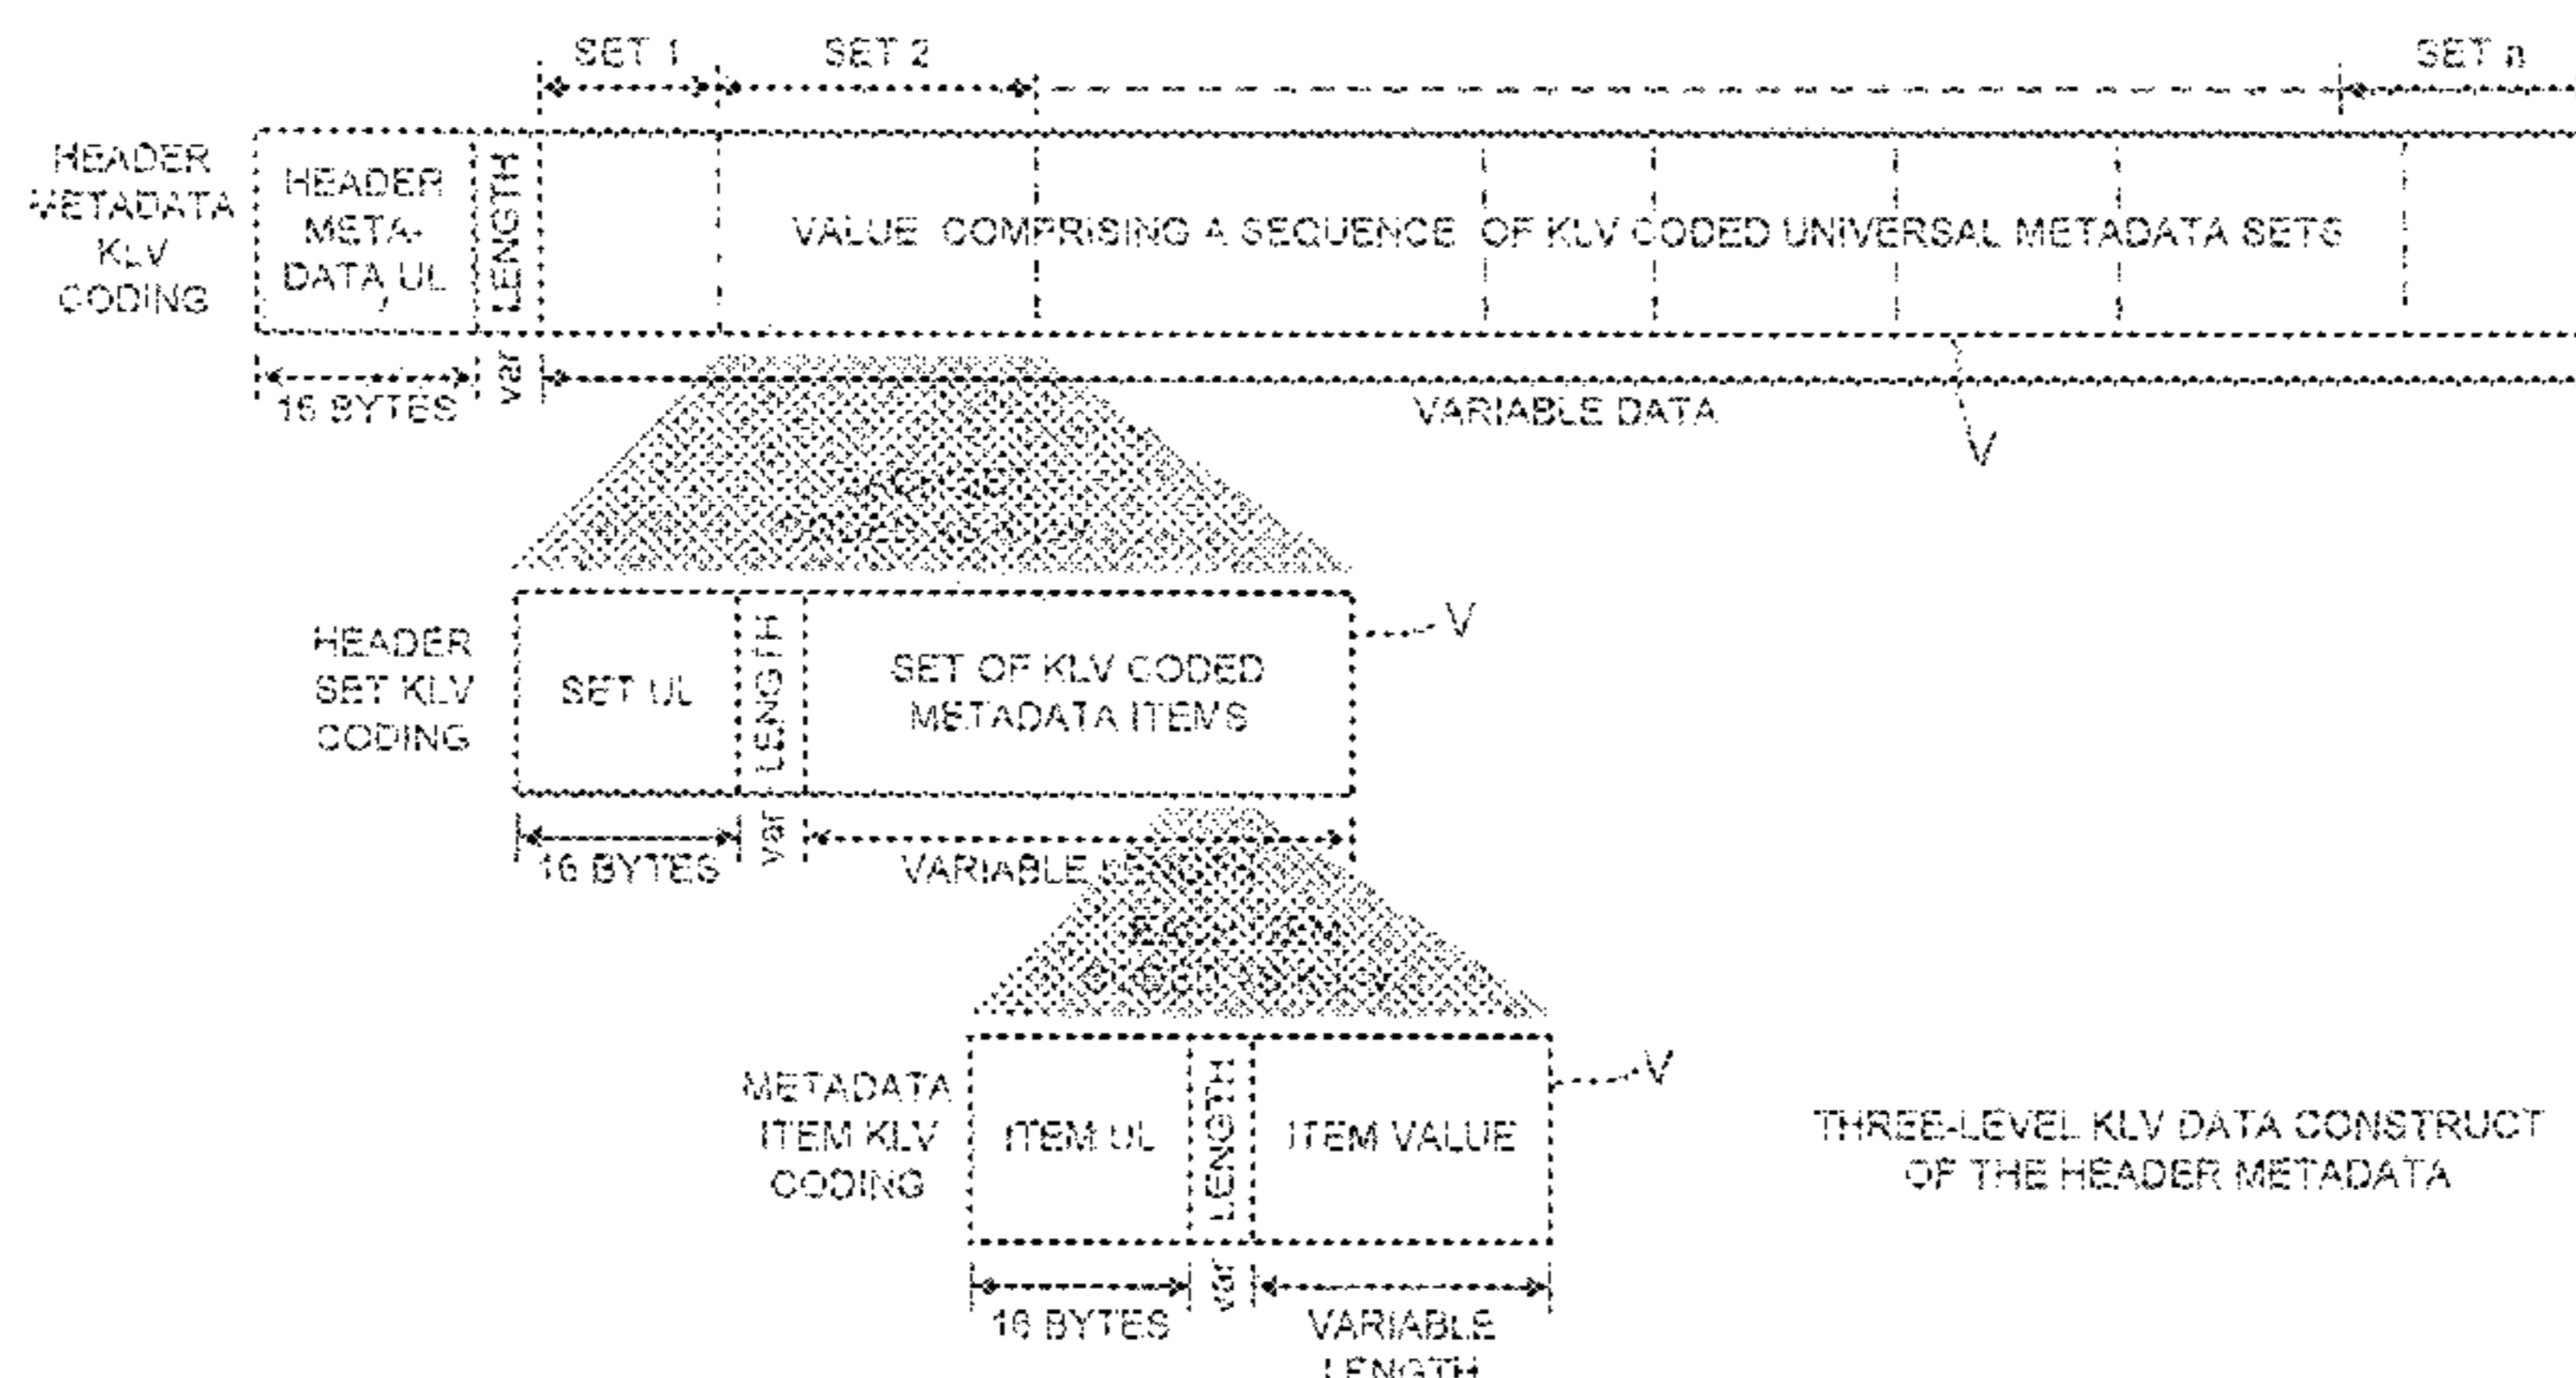 SET 1
SET 2
SET n
HEADER
METADATA
KLV
CODING
HEADER
META-
DATA UL
LENGTH
VALUE COMPRISING A SEQUENCE OF KLV CODED UNIVERSAL METADATA SETS
16 BYTES
var
VARIABLE DATA
V
HEADER
SET KLV
CODING
SET UL
LENGTH
SET OF KLV CODED
METADATA ITEMS
V
16 BYTES
var
VARIABLE
METADATA
ITEM KLV
CODING
ITEM UL
LENGTH
ITEM VALUE
V
16 BYTES
var
VARIABLE
LENGTH
THREE-LEVEL KLV DATA CONSTRUCT
OF THE HEADER METADATA